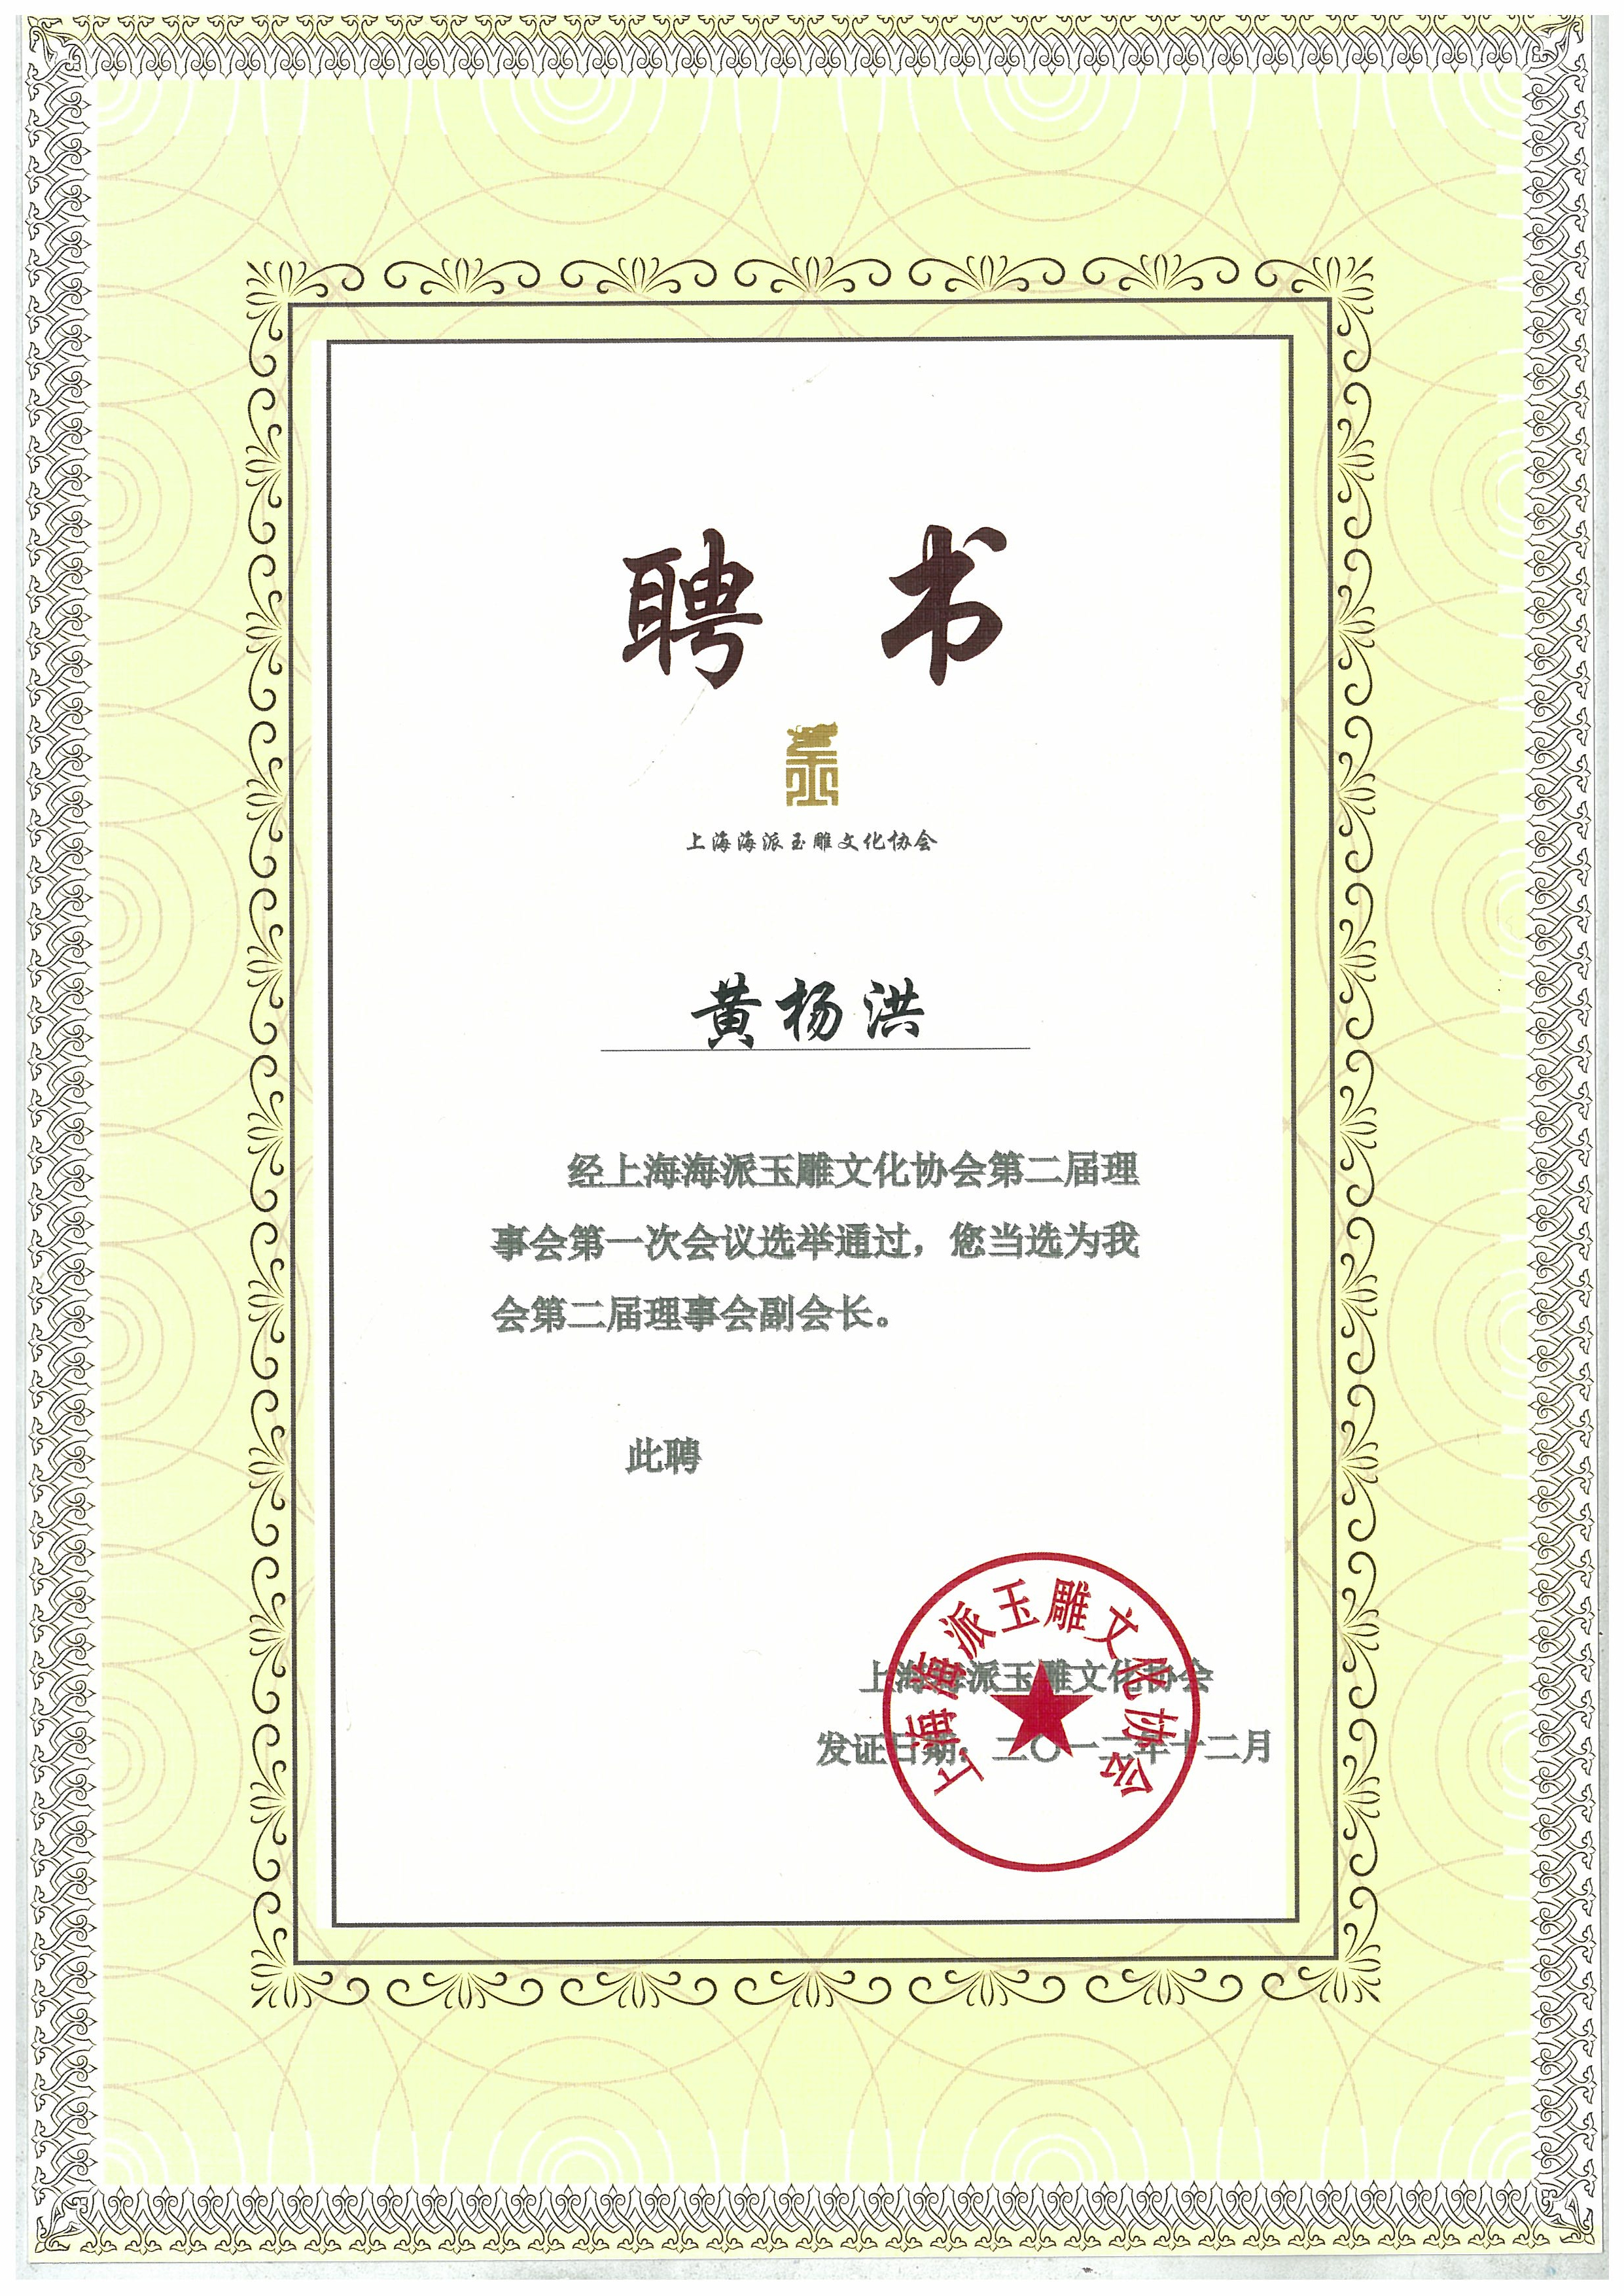 聘书
上海海派玉雕文化协会
黄杨洪
经上海海派玉雕文化协会第二届理
事会第一次会议选举通过，您当选为我
会第二届理事会副会长。
此聘
上海海派玉雕文化协会
上海海派玉雕文化协会
发证日期：二〇一二年十二月